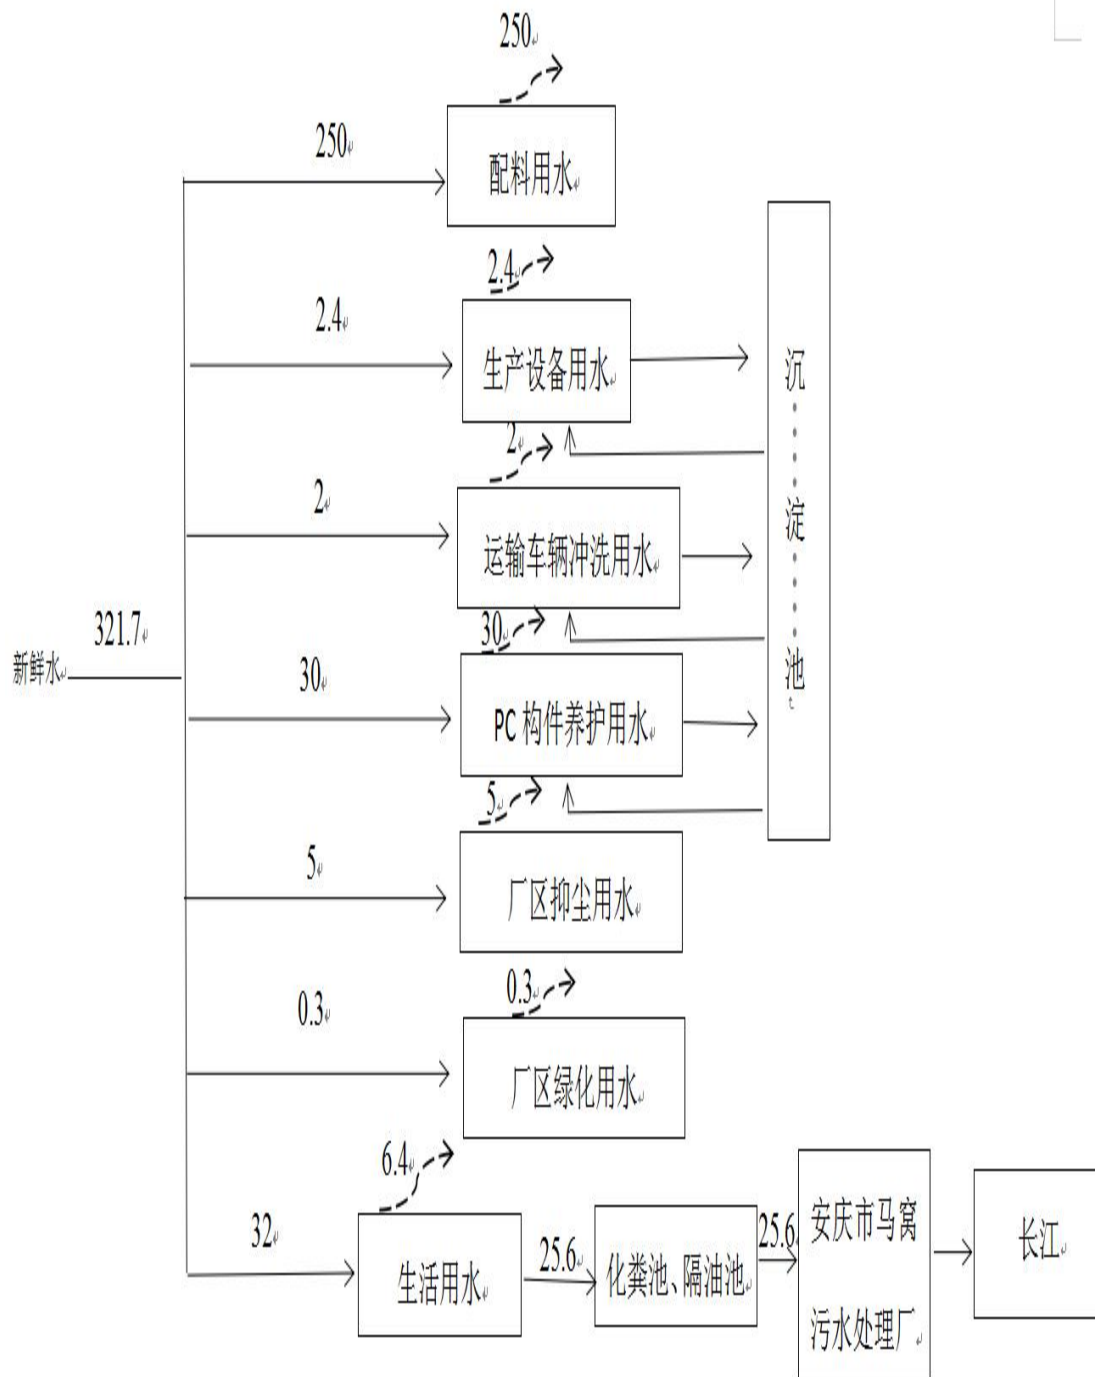 250
250
配料用水
2.4
2.4
生产设备用水
2
2
运输车辆冲洗用水
沉
淀
池
321.7
新鲜水
30
30
PC 构件养护用水
5
5
厂区抑尘用水
0.3
0.3
厂区绿化用水
6.4
32
生活用水
25.6
化粪池、隔油池
25.6
安庆市马窝
污水处理厂
长江